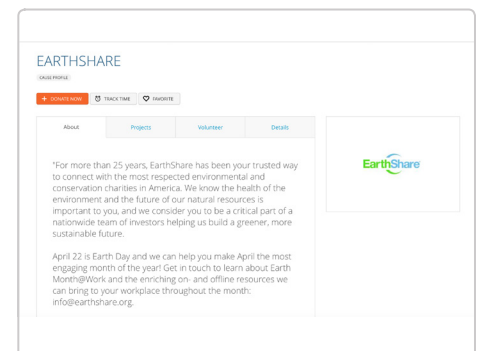 EARTHSHARE
CAUSE PROFILE
+ DONATE NOW TRACK TIME FAVORITE
About Projects Volunteer Details
"For more than 25 years, EarthShare has been your trusted way
to connect with the most respected environmental and
conservation charities in America. We know the health of the
environment and the future of our natural resources is
important to you, and we consider you to be a critical part of a
nationwide team of investors helping us build a greener, more
sustainable future.
April 22 is Earth Day and we can help you make April the most
engaging month of the year! Get in touch to learn about Earth
Month@Work and the enriching on- and offline resources we
can bring to your workplace throughout the month:
info@earthshare.org.
EarthShare